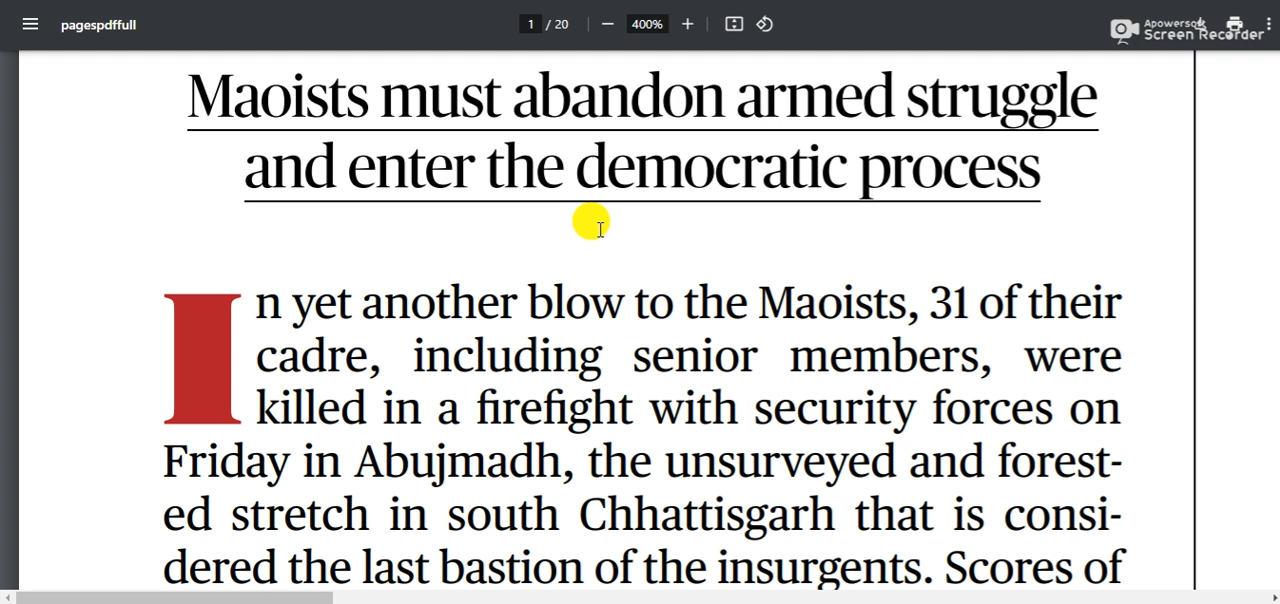 pagespdffull
1 / 20
400%
Apowersoft
Screen Recorder
Maoists must abandon armed struggle
and enter the democratic process
In yet another blow to the Maoists, 31 of their
cadre, including senior members, were
killed in a firefight with security forces on
Friday in Abujmadh, the unsurveyed and forest-
ed stretch in south Chhattisgarh that is consi-
dered the last bastion of the insurgents. Scores of